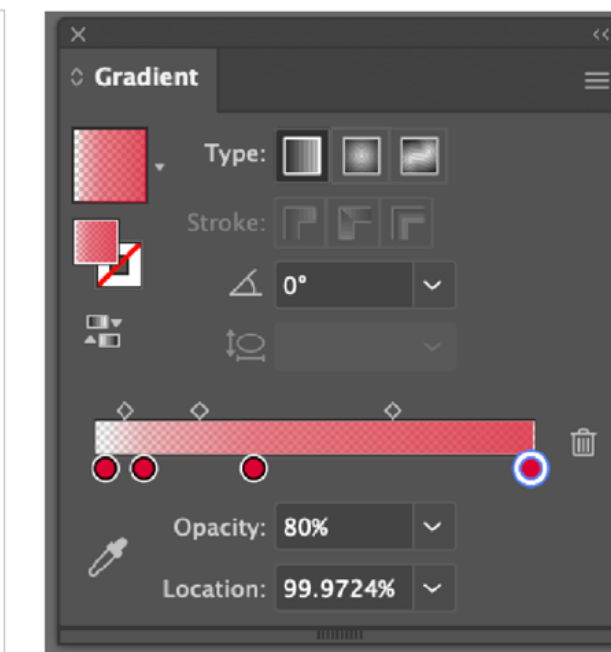 Gradient
Type:
Stroke:
0°
Opacity: 80%
Location: 99.9724%